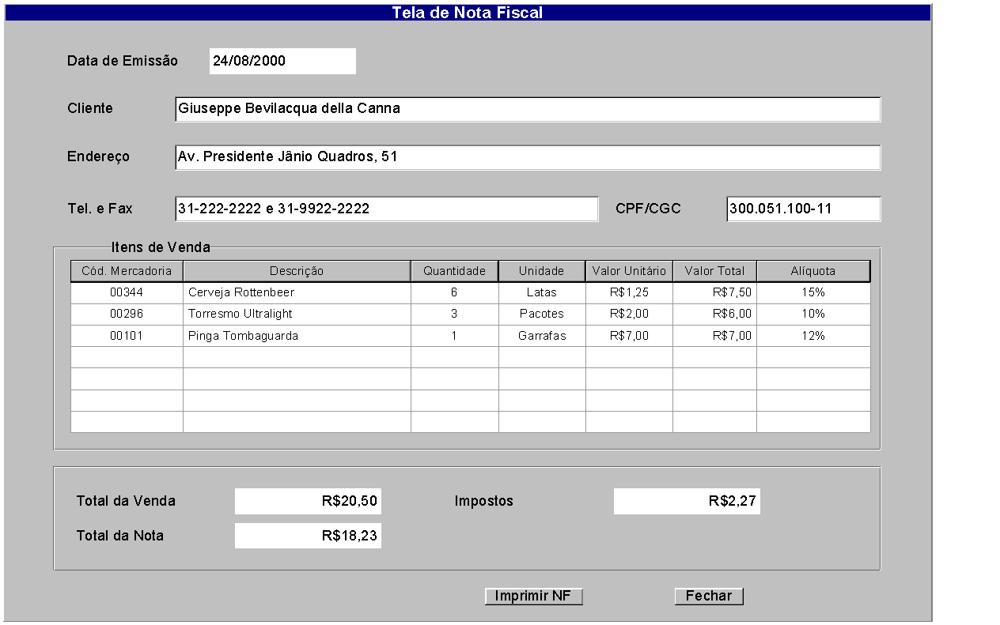 Tela de Nota Fiscal
Data de Emissão 24/08/2000
Cliente Giuseppe Bevilacqua della Canna
Endereço Av. Presidente Jânio Quadros, 51
Tel. e Fax 31-222-2222 e 31-9922-2222 CPF/CGC 300.051.100-11
Itens de Venda
Cód. Mercadoria Descrição Quantidade Unidade Valor Unitário Valor Total Alíquota
00344 Cerveja Rottenbeer 6 Latas R$1,25 R$7,50 15%
00296 Torresmo Ultralight 3 Pacotes R$2,00 R$6,00 10%
00101 Pinga Tombaguarda 1 Garrafas R$7,00 R$7,00 12%
Total da Venda R$20,50 Impostos R$2,27
Total da Nota R$18,23
Imprimir NF Fechar